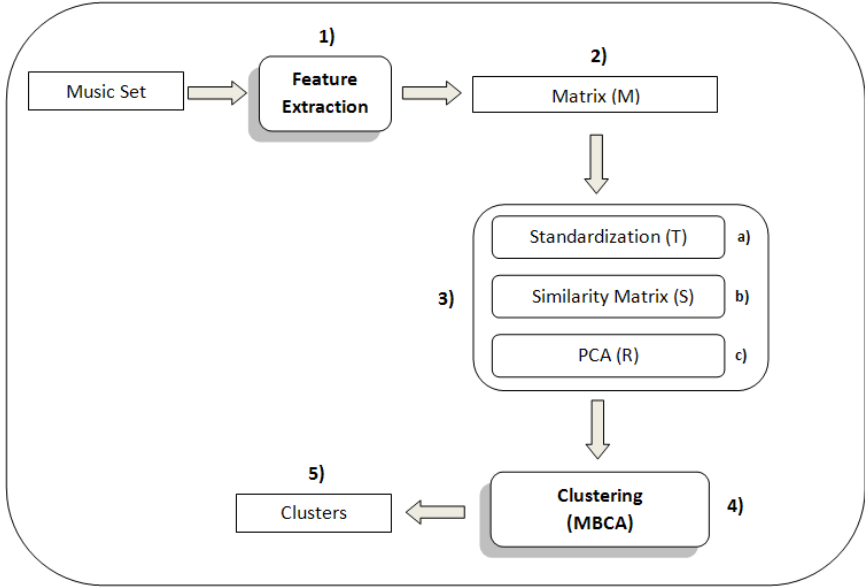 1)
Music Set
Feature
Extraction
2)
Matrix (M)
3)
Standardization (T)
a)
Similarity Matrix (S)
b)
PCA (R)
c)
Clustering
(MBCA)
4)
5)
Clusters